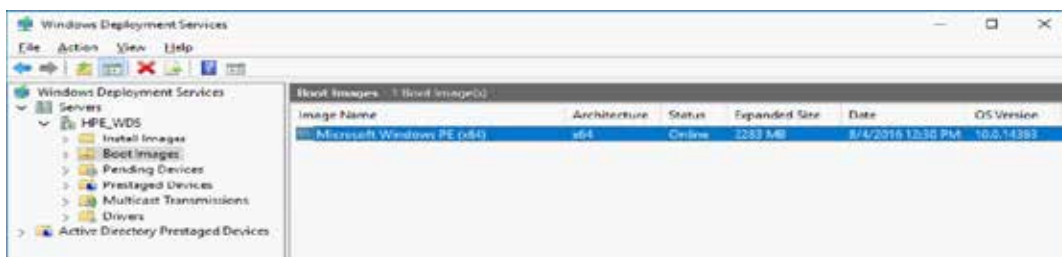 Windows Deployment Services
File Action View Help
Windows Deployment Services
Servers
HPE_WDS
Install Images
Boot Images
Pending Devices
Prestaged Devices
Multicast Transmissions
Drivers
Active Directory Prestaged Devices
Boot Images 1 Boot Image(s)
Image Name Architecture Status Expanded Size Date OS Version
Microsoft Windows PE (x64) x64 Online 2283 MB 8/4/2016 12:30 PM 10.0.14393